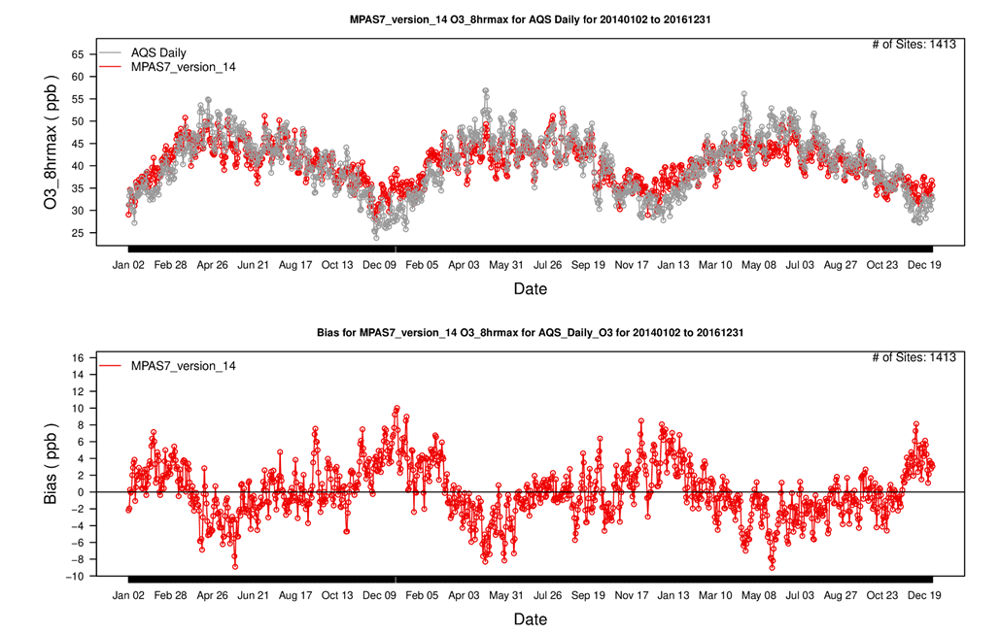 MPAS7_version_14 O3_8hrmax for AQS Daily for 20140102 to 20161231
# of Sites: 1413
AQS Daily
MPAS7_version_14
O3_8hrmax ( ppb )
65
60
55
50
45
40
35
30
25
Jan 02 Feb 28 Apr 26 Jun 21 Aug 17 Oct 13 Dec 09 Feb 05 Apr 03 May 31 Jul 26 Sep 19 Nov 17 Jan 13 Mar 10 May 08 Jul 03 Aug 27 Oct 23 Dec 19
Date
Bias for MPAS7_version_14 O3_8hrmax for AQS_Daily_O3 for 20140102 to 20161231
# of Sites: 1413
MPAS7_version_14
Bias ( ppb )
16
14
12
10
8
6
4
2
0
−2
−4
−6
−8
−10
Jan 02 Feb 28 Apr 26 Jun 21 Aug 17 Oct 13 Dec 09 Feb 05 Apr 03 May 31 Jul 26 Sep 19 Nov 17 Jan 13 Mar 10 May 08 Jul 03 Aug 27 Oct 23 Dec 19
Date